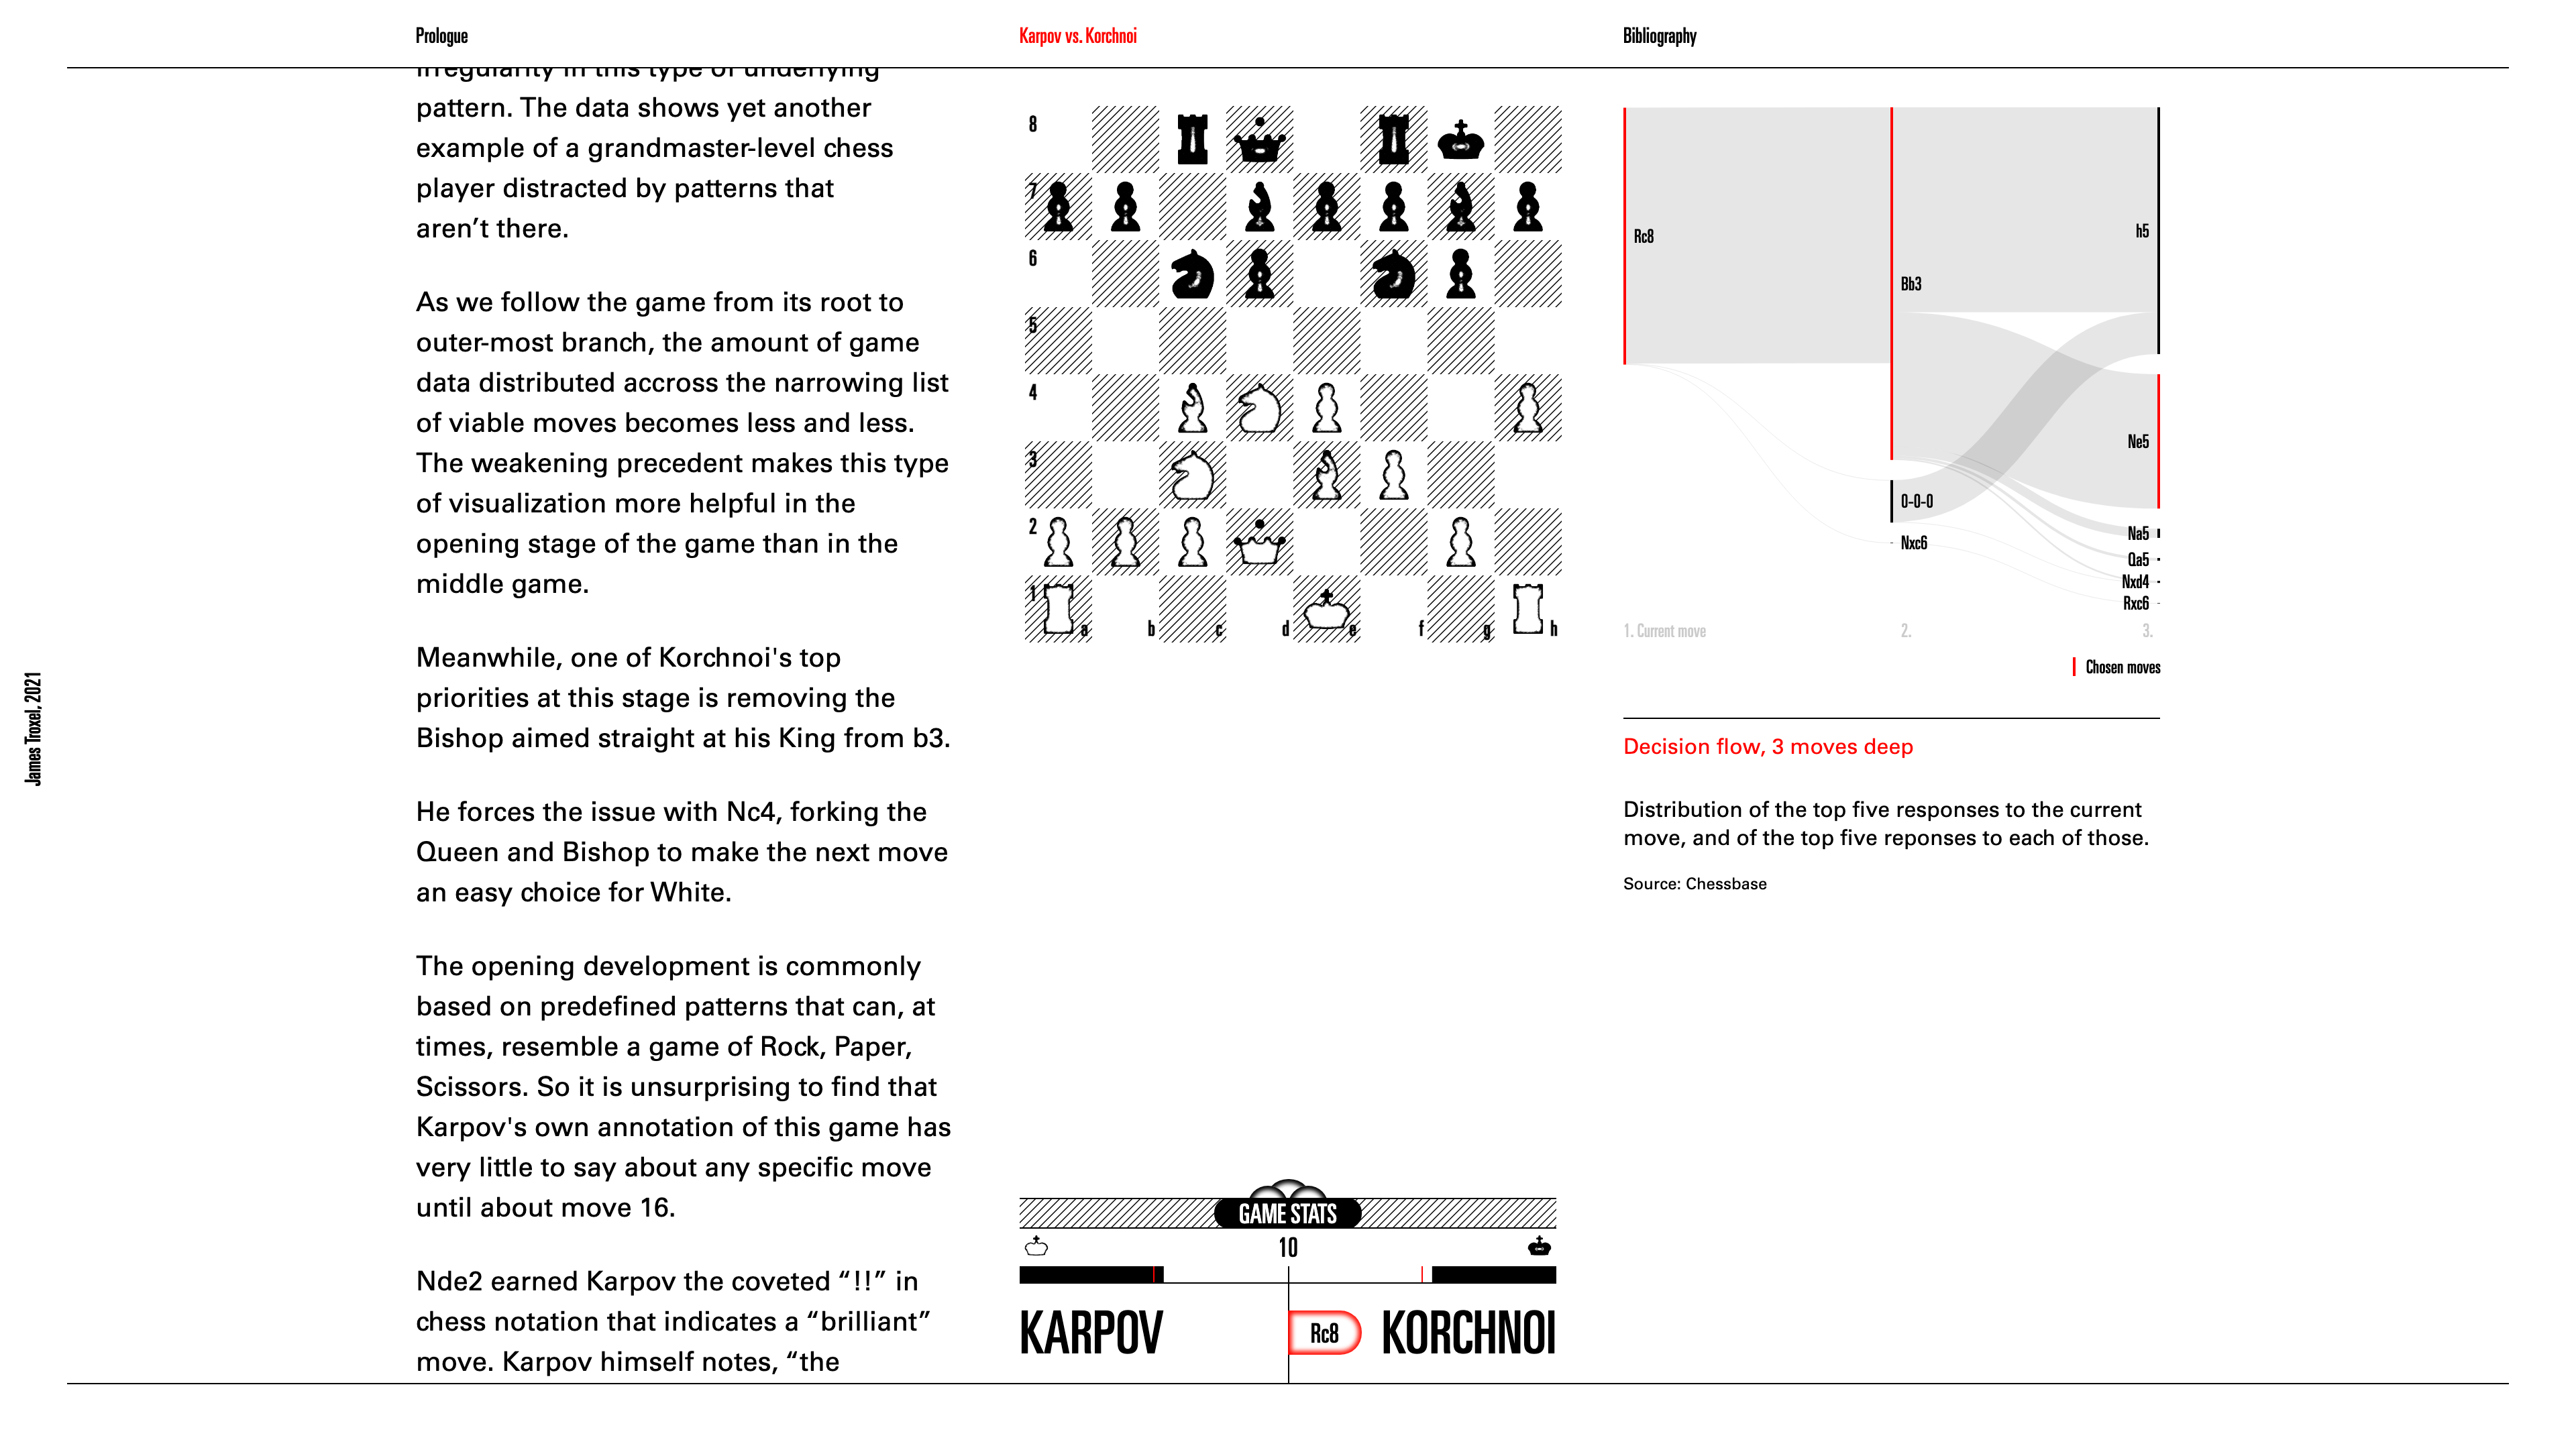 Prologue
Karpov vs. Korchnoi
Bibliography
irregularity in this type of underlying
pattern. The data shows yet another
example of a grandmaster-level chess
player distracted by patterns that
aren’t there.
As we follow the game from its root to
outer-most branch, the amount of game
data distributed accross the narrowing list
of viable moves becomes less and less.
The weakening precedent makes this type
of visualization more helpful in the
opening stage of the game than in the
middle game.
Meanwhile, one of Korchnoi's top
priorities at this stage is removing the
Bishop aimed straight at his King from b3.
He forces the issue with Nc4, forking the
Queen and Bishop to make the next move
an easy choice for White.
The opening development is commonly
based on predefined patterns that can, at
times, resemble a game of Rock, Paper,
Scissors. So it is unsurprising to find that
Karpov's own annotation of this game has
very little to say about any specific move
until about move 16.
Nde2 earned Karpov the coveted “!!” in
chess notation that indicates a “brilliant”
move. Karpov himself notes, “the
8
7
6
5
4
3
2
1
a b c d e f g h
GAME STATS
10
KARPOV
Rc8
KORCHNOI
Rc8
Bb3
0-0-0
Nxc6
h5
Ne5
Na5
Qa5
Nxd4
Rxc6
1. Current move
2.
3.
Chosen moves
Decision flow, 3 moves deep
Distribution of the top five responses to the current
move, and of the top five reponses to each of those.
Source: Chessbase
James Troxel, 2021